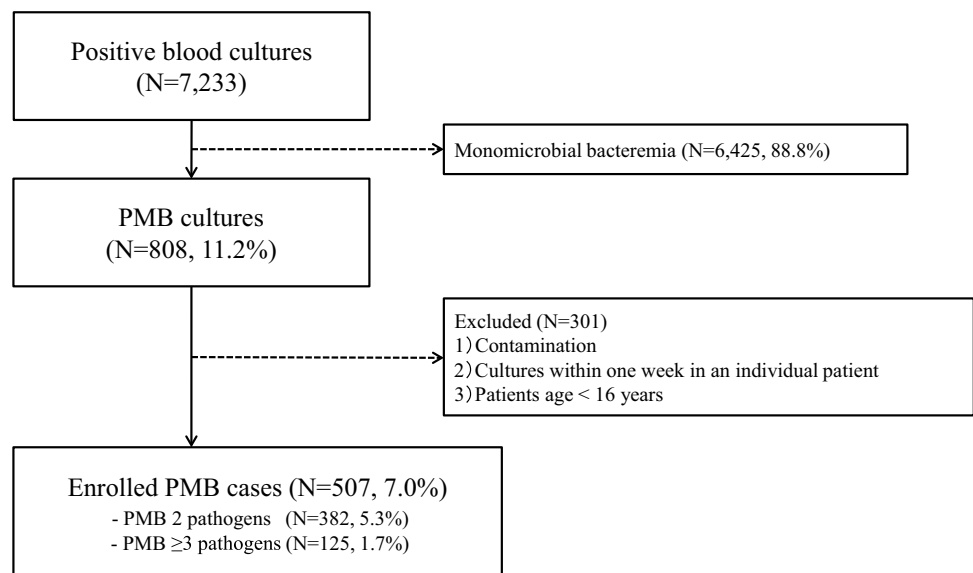 Positive blood cultures
(N=7,233)
Monomicrobial bacteremia (N=6,425, 88.8%)
PMB cultures
(N=808, 11.2%)
Excluded (N=301)
1）Contamination
2）Cultures within one week in an individual patient
3）Patients age < 16 years
Enrolled PMB cases (N=507, 7.0%)
- PMB 2 pathogens (N=382, 5.3%)
- PMB ≥3 pathogens (N=125, 1.7%)